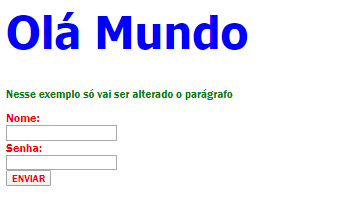 Olá Mundo
Nesse exemplo só vai ser alterado o parágrafo
Nome:
Senha:
ENVIAR